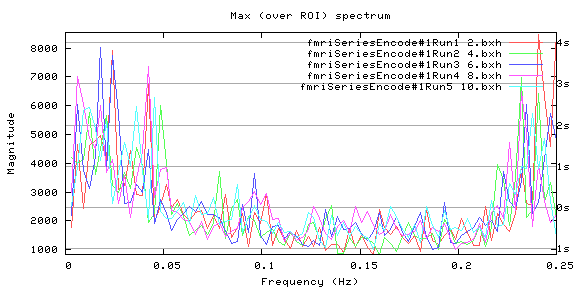 Max (over ROI) spectrum
fmriSeriesEncode#1Run1 2.bxh
fmriSeriesEncode#1Run2 4.bxh
fmriSeriesEncode#1Run3 6.bxh
fmriSeriesEncode#1Run4 8.bxh
fmriSeriesEncode#1Run5 10.bxh
Magnitude
8000
7000
6000
5000
4000
3000
2000
1000
4s
3s
2s
1s
0s
1s
0 0.05 0.1 0.15 0.2 0.25
Frequency (Hz)